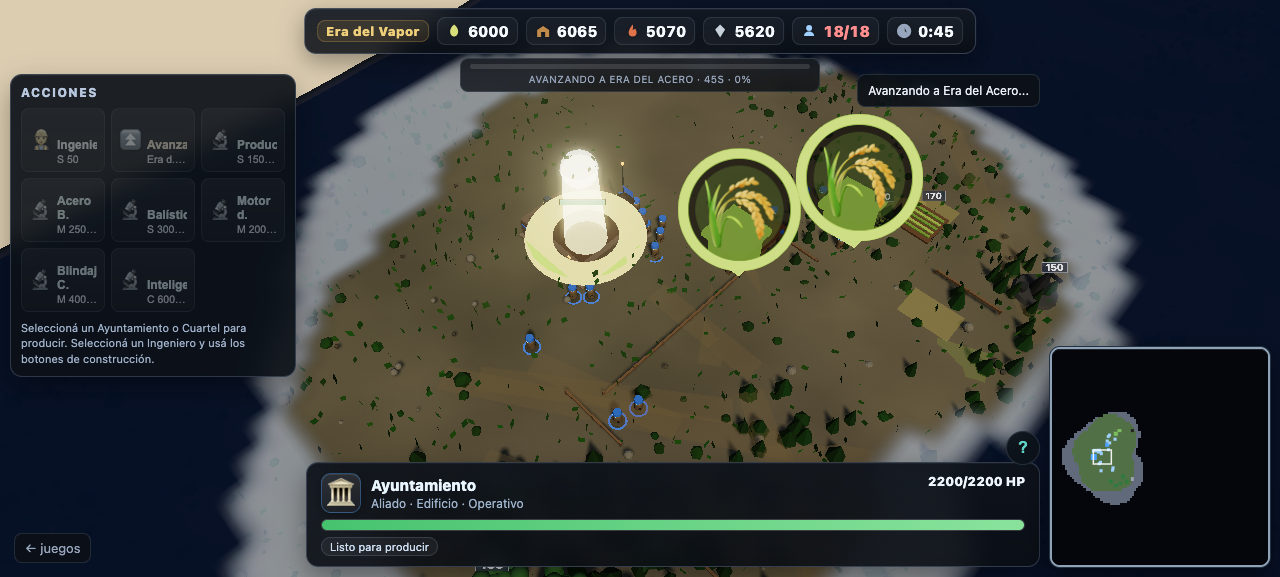 Era del Vapor 6000 6065 5070 5620 18/18 0:45
AVANZANDO A ERA DEL ACERO · 45S · 0%
Avanzando a Era del Acero...
ACCIONES
Ingenie
S 50
Avanza
Era d....
Produc
S 150...
Acero B.
M 250...
Balístic
S 300...
Motor d.
M 200...
Blindaj C.
M 400...
Intelige
C 600...
Seleccioná un Ayuntamiento o Cuartel para
producir. Seleccioná un Ingeniero y usá los
botones de construcción.
170
150
?
Ayuntamiento
2200/2200 HP
Aliado · Edificio · Operativo
Listo para producir
← juegos